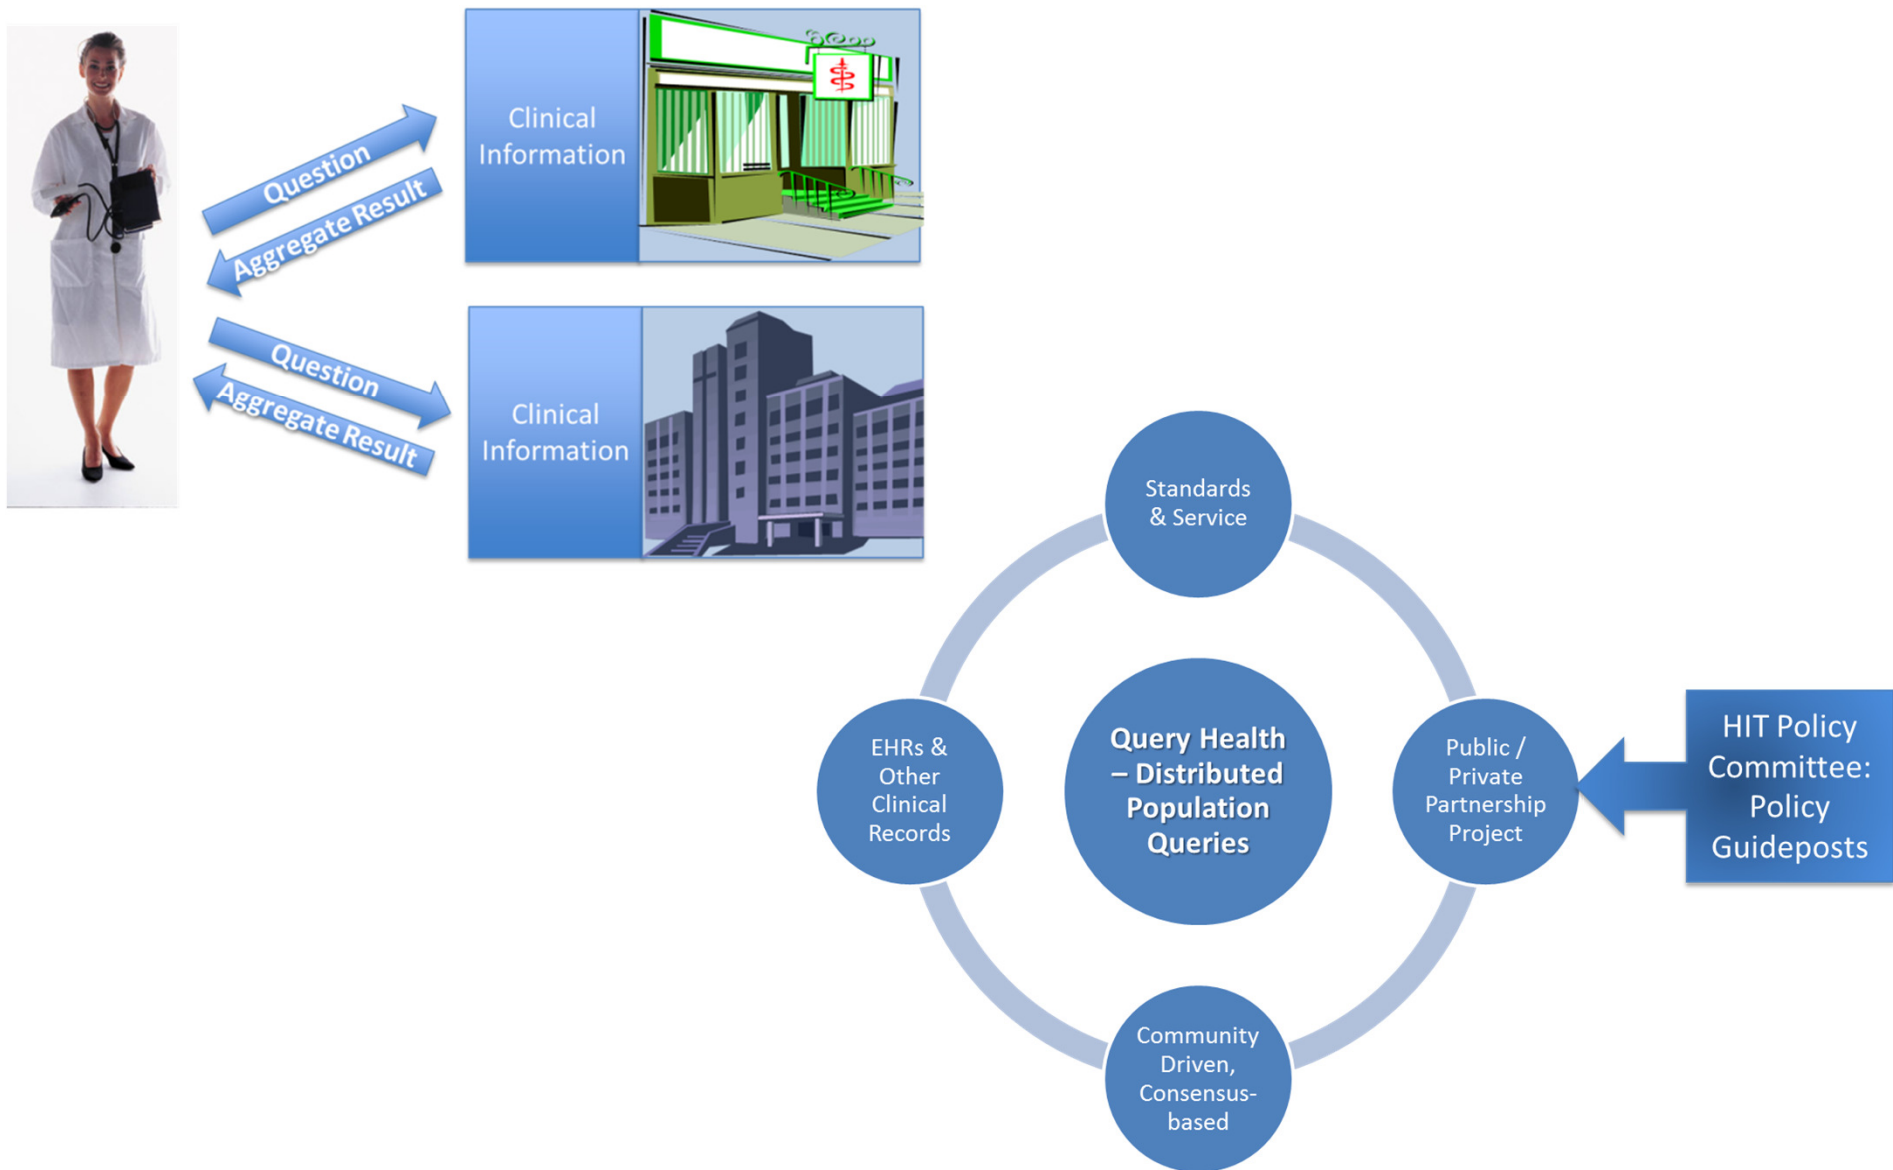 Clinical
Information
Question
Aggregate Result
Question
Aggregate Result
Clinical
Information
Standards
& Service
EHRs &
Other
Clinical
Records
Query Health
– Distributed
Population
Queries
Public /
Private
Partnership
Project
HIT Policy
Committee:
Policy
Guideposts
Community
Driven,
Consensus-
based